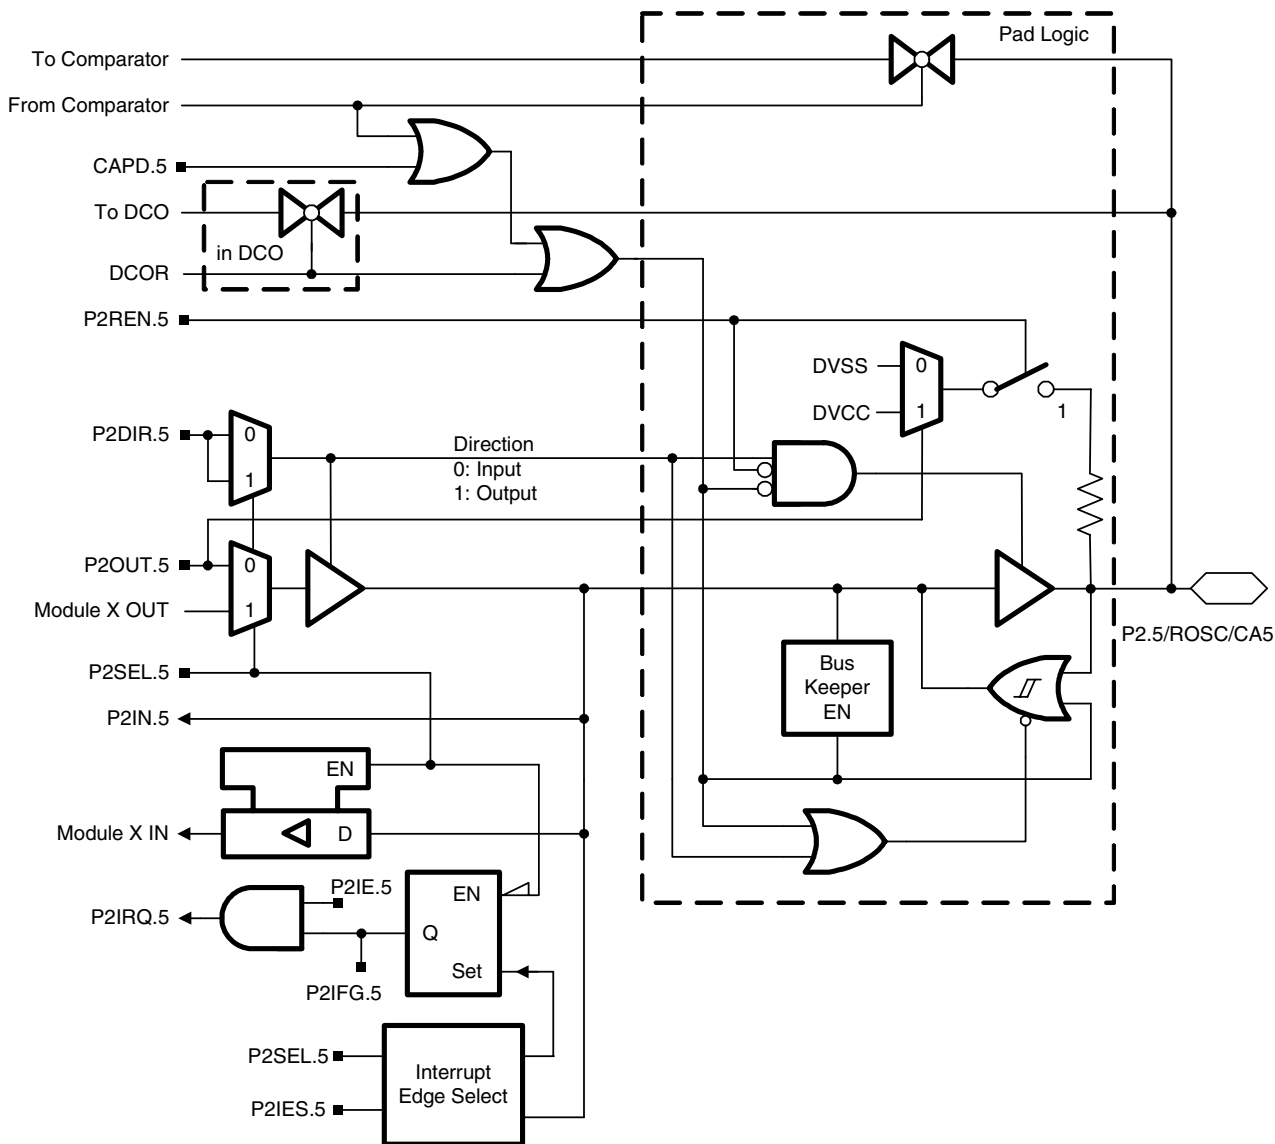 Pad Logic
To Comparator
From Comparator
CAPD.5
To DCO
in DCO
DCOR
P2REN.5
DVSS
0
DVCC
1
1
P2DIR.5
0
1
Direction
0: Input
1: Output
P2OUT.5
0
Module X OUT
1
P2.5/ROSC/CA5
P2SEL.5
Bus
Keeper
EN
P2IN.5
EN
Module X IN
D
P2IE.5
EN
P2IRQ.5
Q
Set
P2IFG.5
P2SEL.5
Interrupt
Edge Select
P2IES.5